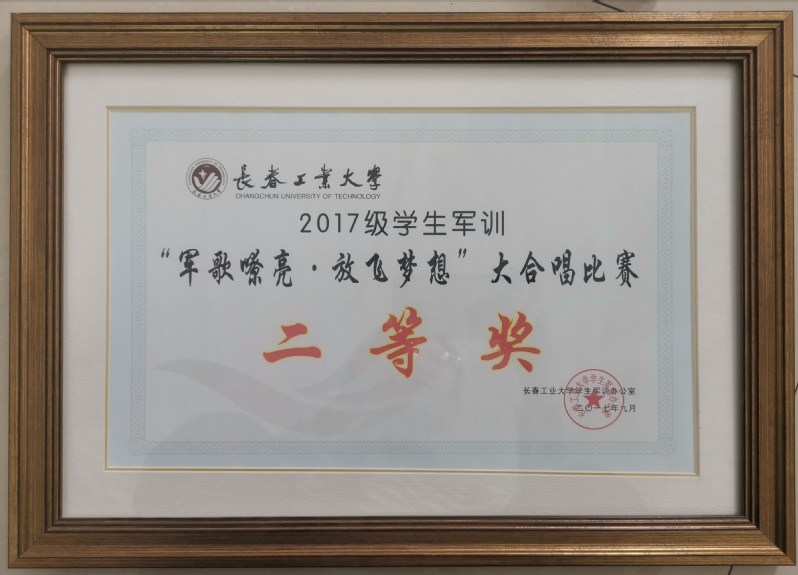 長春工業大學
CHANGCHUN UNIVERSITY OF TECHNOLOGY
2017级学生军训
“军歌嘹亮·放飞梦想”大合唱比赛
二等奖
长春工业大学学生军训办公室
二〇一七年九月